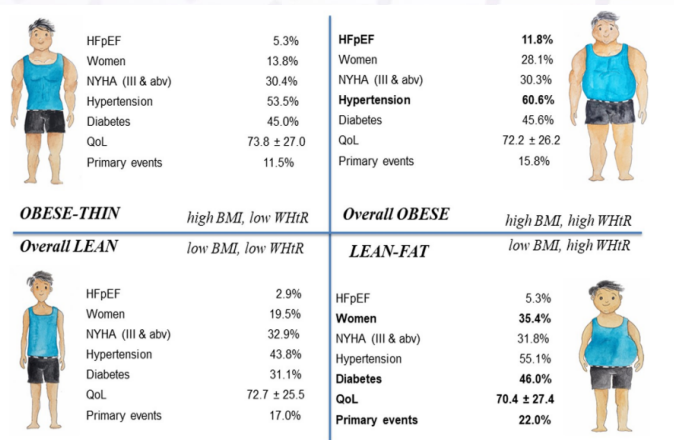 HFpEF 5.3%
Women 13.8%
NYHA (III & abv) 30.4%
Hypertension 53.5%
Diabetes 45.0%
QoL 73.8 ± 27.0
Primary events 11.5%
OBESE-THIN high BMI, low WHtR
HFpEF 11.8%
Women 28.1%
NYHA (III & abv) 30.3%
Hypertension 60.6%
Diabetes 45.6%
QoL 72.2 ± 26.2
Primary events 15.8%
Overall OBESE high BMI, high WHtR
Overall LEAN low BMI, low WHtR
HFpEF 2.9%
Women 19.5%
NYHA (III & abv) 32.9%
Hypertension 43.8%
Diabetes 31.1%
QoL 72.7 ± 25.5
Primary events 17.0%
LEAN-FAT low BMI, high WHtR
HFpEF 5.3%
Women 35.4%
NYHA (III & abv) 31.8%
Hypertension 55.1%
Diabetes 46.0%
QoL 70.4 ± 27.4
Primary events 22.0%